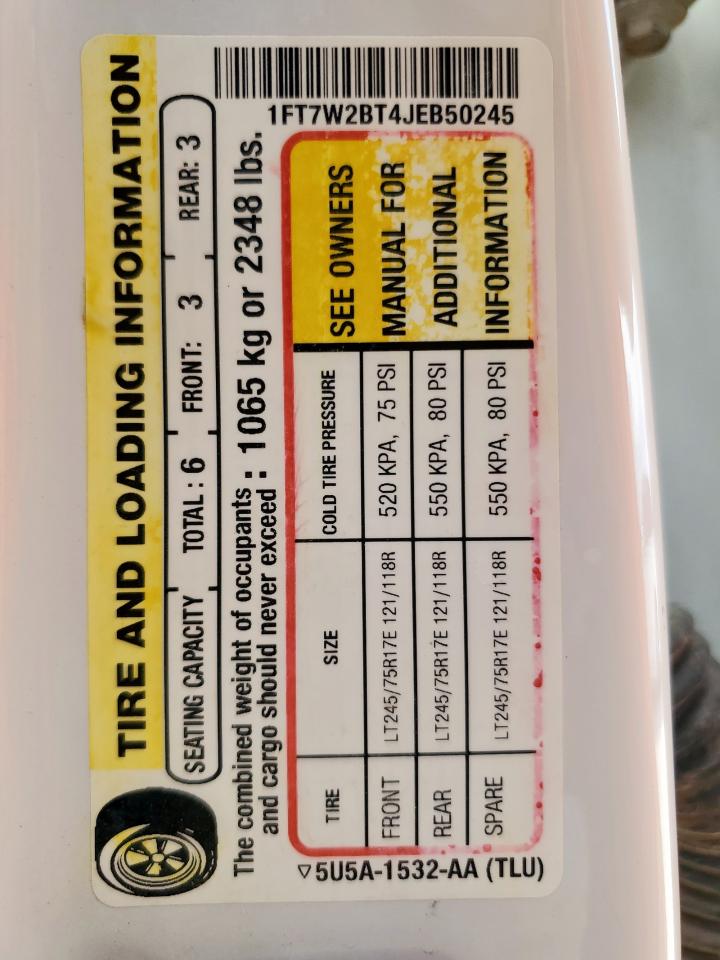 TIRE AND LOADING INFORMATION
SEATING CAPACITY TOTAL : 6 FRONT: 3 REAR: 3
The combined weight of occupants and cargo should never exceed : 1065 kg or 2348 lbs.
TIRE SIZE COLD TIRE PRESSURE
FRONT LT245/75R17E 121/118R 520 KPA, 75 PSI
REAR LT245/75R17E 121/118R 550 KPA, 80 PSI
SPARE LT245/75R17E 121/118R 550 KPA, 80 PSI
SEE OWNERS
MANUAL FOR
ADDITIONAL
INFORMATION
5U5A-1532-AA (TLU)
1FT7W2BT4JEB50245